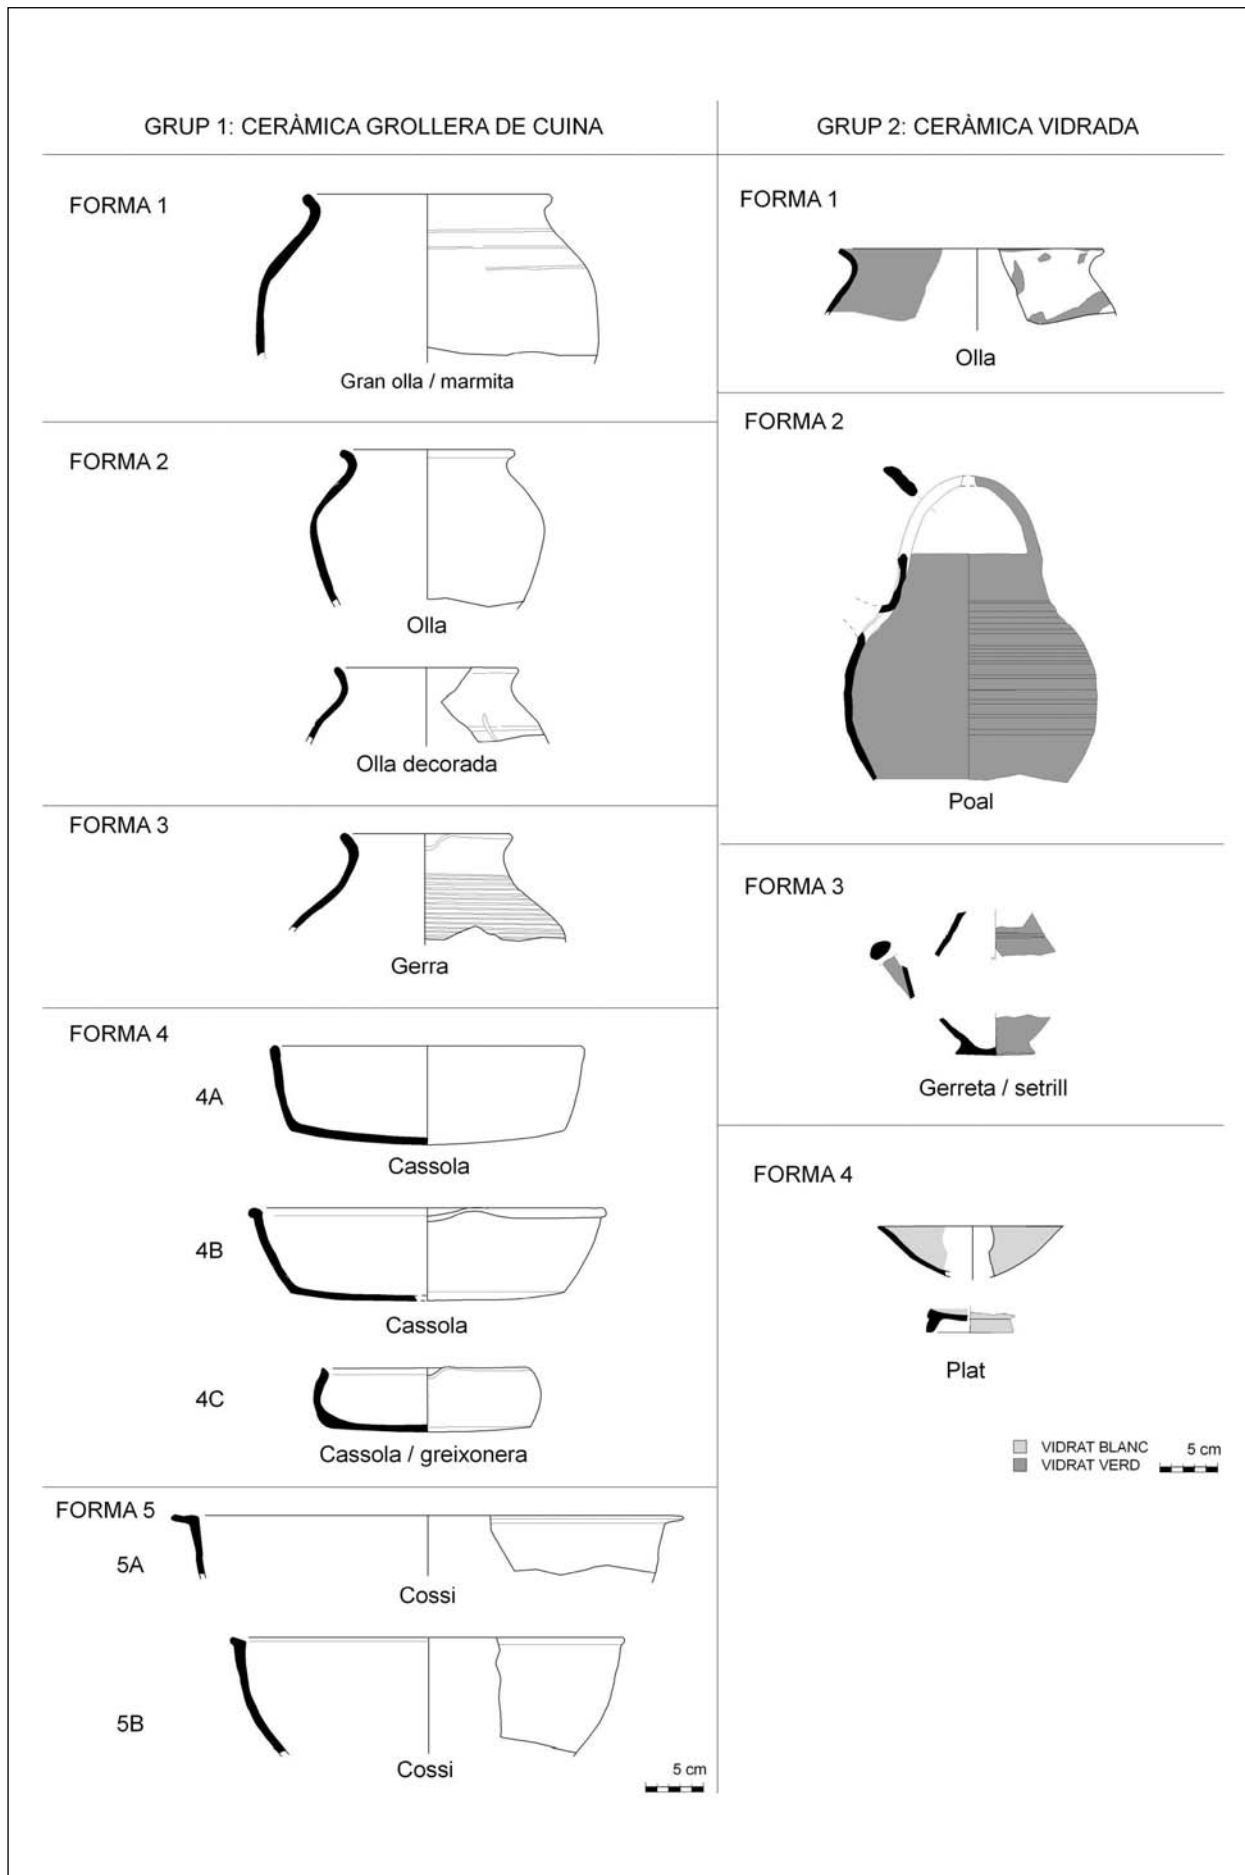 GRUP 1: CERÀMICA GROLLERA DE CUINA
FORMA 1
Gran olla / marmita
FORMA 2
Olla
Olla decorada
FORMA 3
Gerra
FORMA 4
4A
Cassola
4B
Cassola
4C
Cassola / greixonera
FORMA 5
5A
Cossi
5B
Cossi
5 cm
GRUP 2: CERÀMICA VIDRADA
FORMA 1
Olla
FORMA 2
Poal
FORMA 3
Gerreta / setrill
FORMA 4
Plat
VIDRAT BLANC
VIDRAT VERD
5 cm